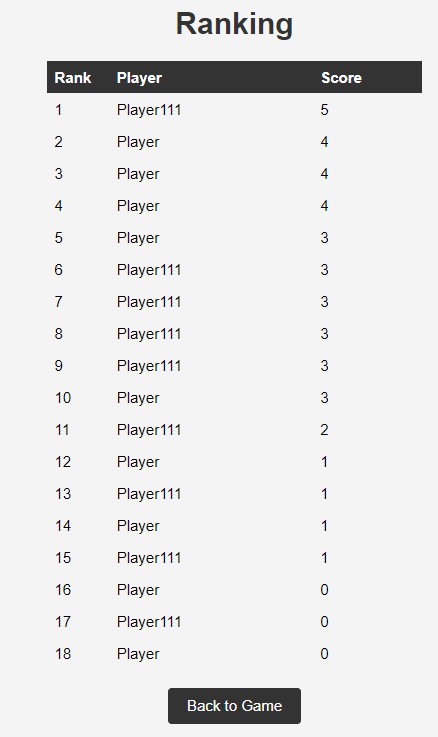 Ranking
Rank Player Score
1 Player111 5
2 Player 4
3 Player 4
4 Player 4
5 Player 3
6 Player111 3
7 Player111 3
8 Player111 3
9 Player111 3
10 Player 3
11 Player111 2
12 Player 1
13 Player111 1
14 Player 1
15 Player111 1
16 Player 0
17 Player111 0
18 Player 0
Back to Game